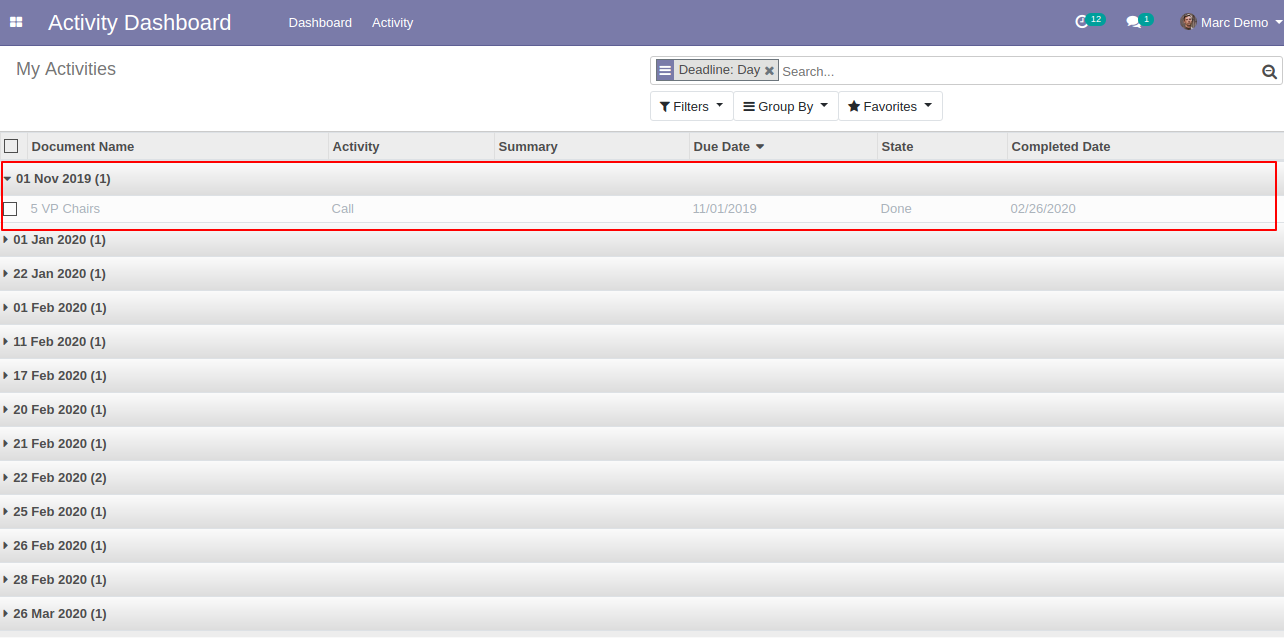 Activity Dashboard Dashboard Activity 12 1 Marc Demo
My Activities Deadline: Day Search...
Filters Group By Favorites
Document Name Activity Summary Due Date State Completed Date
01 Nov 2019 (1)
5 VP Chairs Call 11/01/2019 Done 02/26/2020
01 Jan 2020 (1)
22 Jan 2020 (1)
01 Feb 2020 (1)
11 Feb 2020 (1)
17 Feb 2020 (1)
20 Feb 2020 (1)
21 Feb 2020 (1)
22 Feb 2020 (2)
25 Feb 2020 (1)
26 Feb 2020 (1)
28 Feb 2020 (1)
26 Mar 2020 (1)